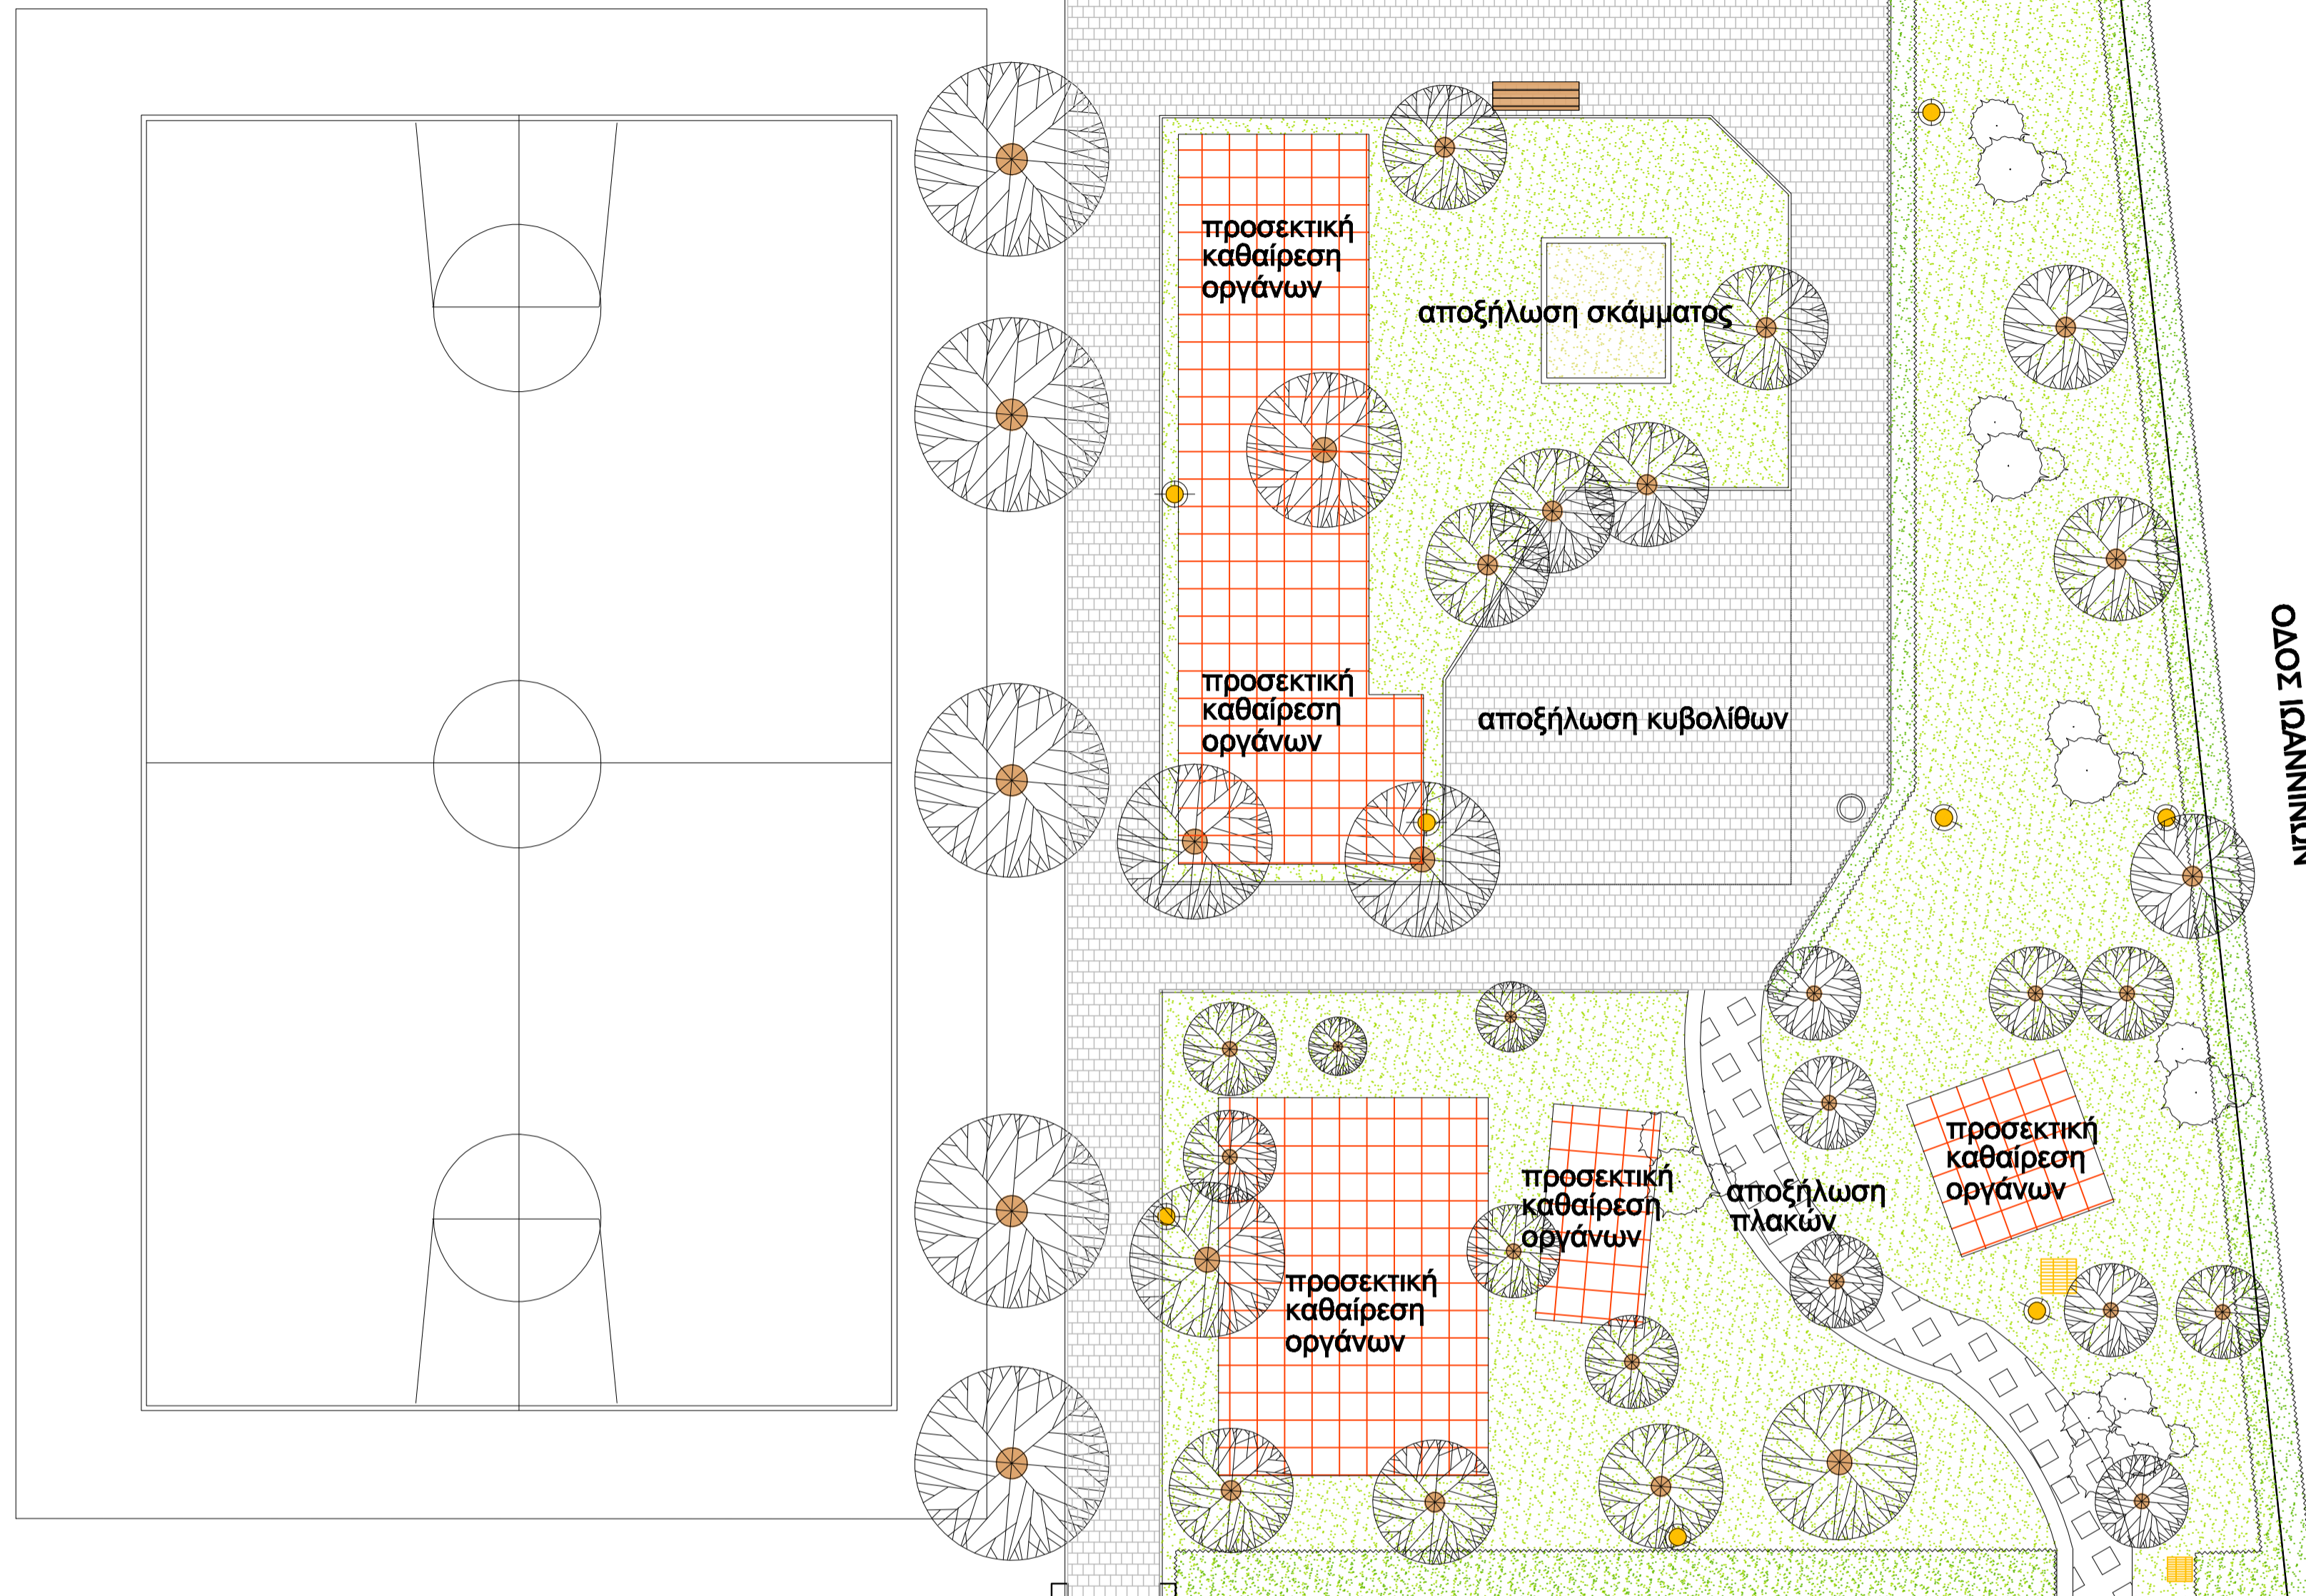 προσεκτική
καθαίρεση
οργάνων
αποξήλωση σκάμματος
προσεκτική
καθαίρεση
οργάνων
αποξήλωση κυβολίθων
ΟΔΟΣ ΙΩΑΝΝΙΝΩΝ
προσεκτική
καθαίρεση
οργάνων
προσεκτική
καθαίρεση
οργάνων
αποξήλωση
πλακών
προσεκτική
καθαίρεση
οργάνων